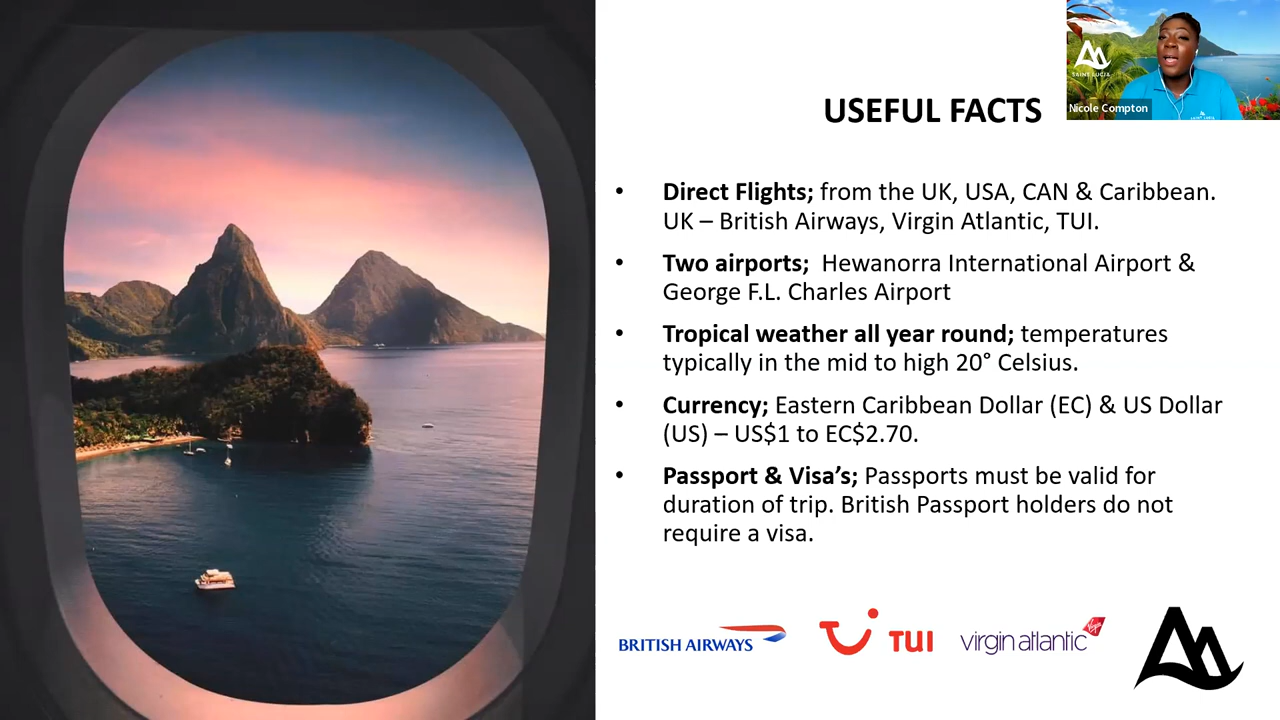 SAINT LUCIA
Nicole Compton
USEFUL FACTS
• Direct Flights; from the UK, USA, CAN & Caribbean.
UK – British Airways, Virgin Atlantic, TUI.
• Two airports;  Hewanorra International Airport &
George F.L. Charles Airport
• Tropical weather all year round; temperatures
typically in the mid to high 20° Celsius.
• Currency; Eastern Caribbean Dollar (EC) & US Dollar
(US) – US$1 to EC$2.70.
• Passport & Visa’s; Passports must be valid for
duration of trip. British Passport holders do not
require a visa.
BRITISH AIRWAYS
TUI
virgin atlantic
Virgin